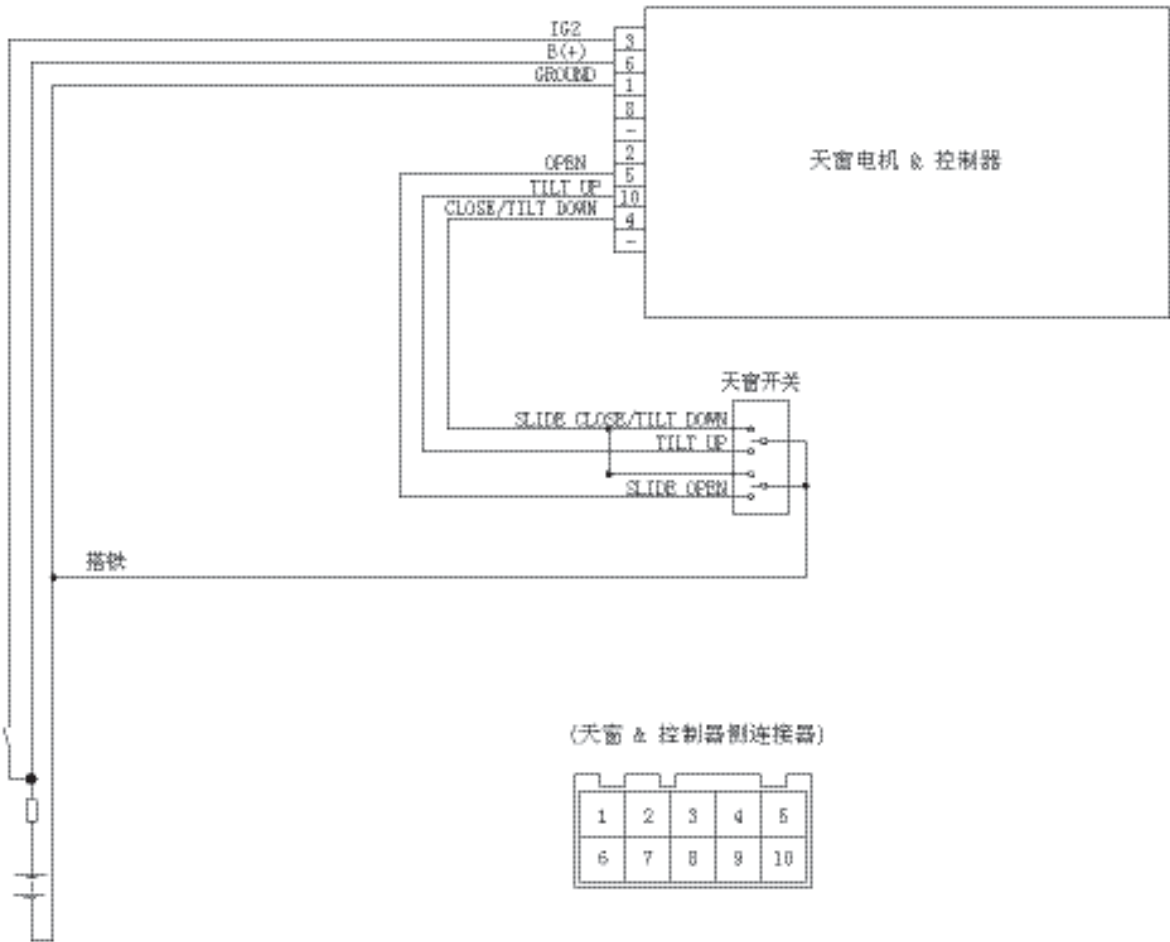 IG2
B(+)
GROUND
3
6
1
8
-
2
5
10
4
-
OPEN
TILT UP
CLOSE/TILT DOWN
天窗电机 & 控制器
天窗开关
SLIDE CLOSE/TILT DOWN
TILT UP
SLIDE OPEN
搭铁
(天窗 & 控制器侧连接器)
1 2 3 4 5
6 7 8 9 10